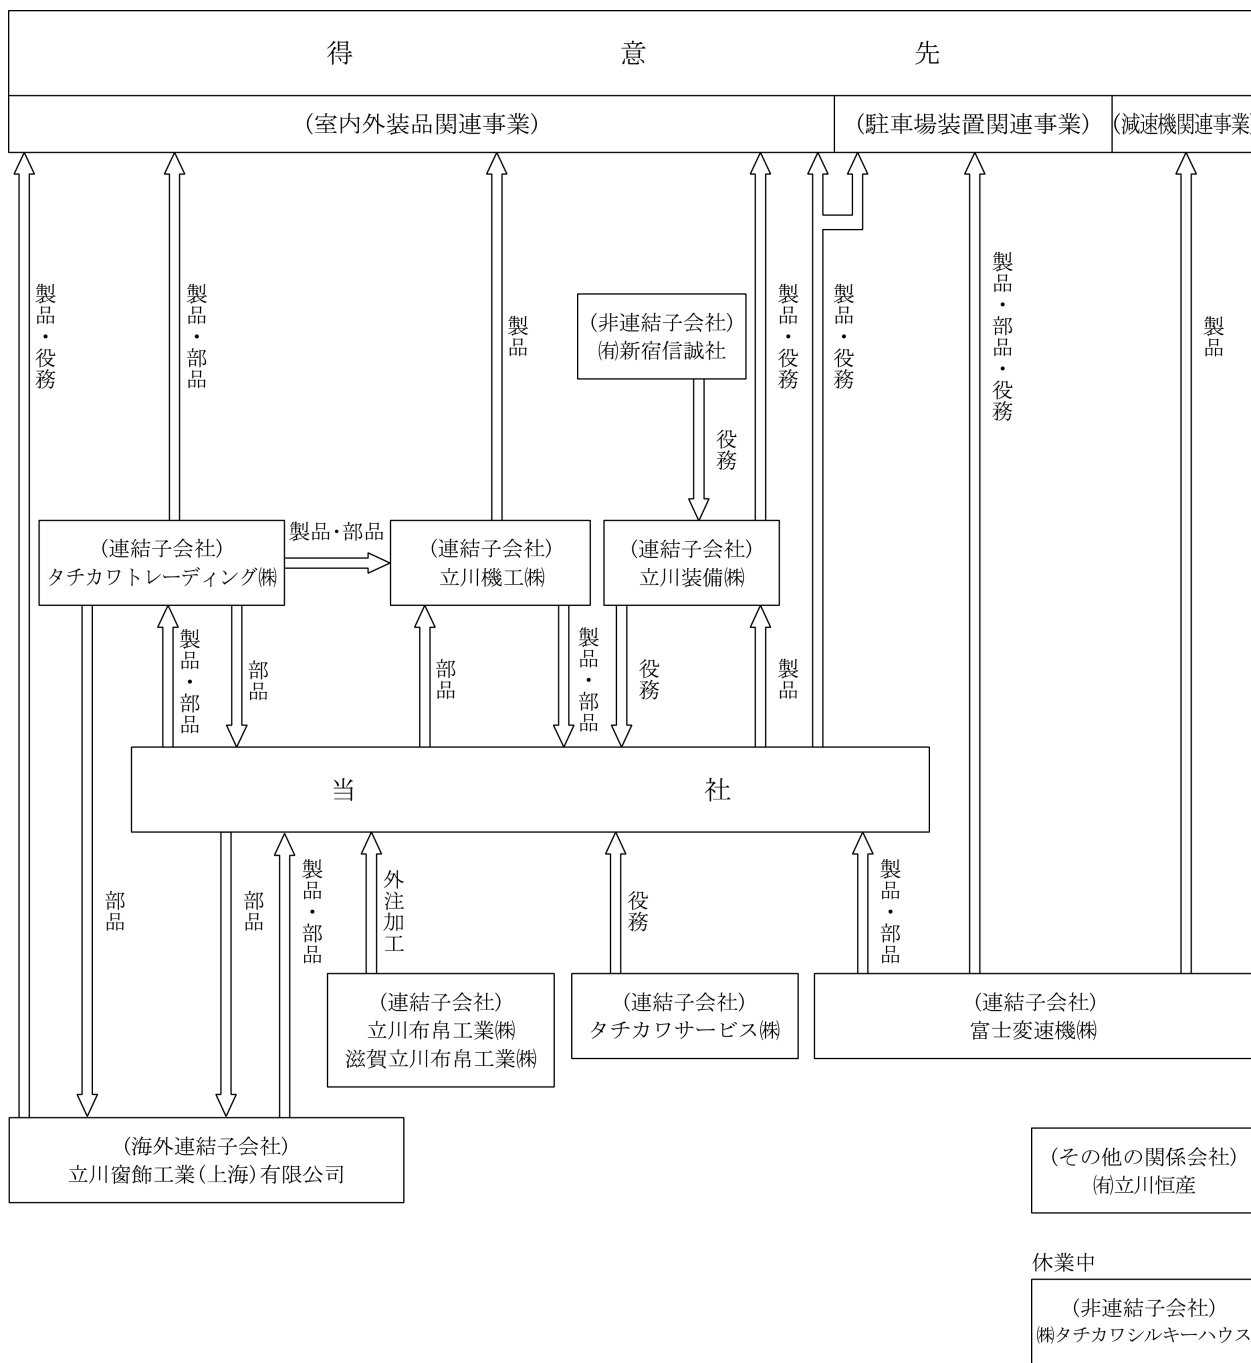 得意先
(室内外装品関連事業)
(駐車場装置関連事業)
(減速機関連事業)
製品・役務
製品・部品
製品
製品・役務
製品・役務
製品・部品・役務
製品
(非連結子会社)
㈲新宿信誠社
役務
(連結子会社)
タチカワトレーディング㈱
製品・部品
(連結子会社)
立川機工㈱
(連結子会社)
立川装備㈱
製品・部品
部品
部品
製品・部品
役務
製品
当社
部品
部品
製品・部品
外注加工
役務
製品・部品
(連結子会社)
立川布帛工業㈱
滋賀立川布帛工業㈱
(連結子会社)
タチカワサービス㈱
(連結子会社)
富士変速機㈱
(海外連結子会社)
立川窗飾工業(上海)有限公司
(その他の関係会社)
㈲立川恒産
休業中
(非連結子会社)
㈱タチカワシルキーハウス